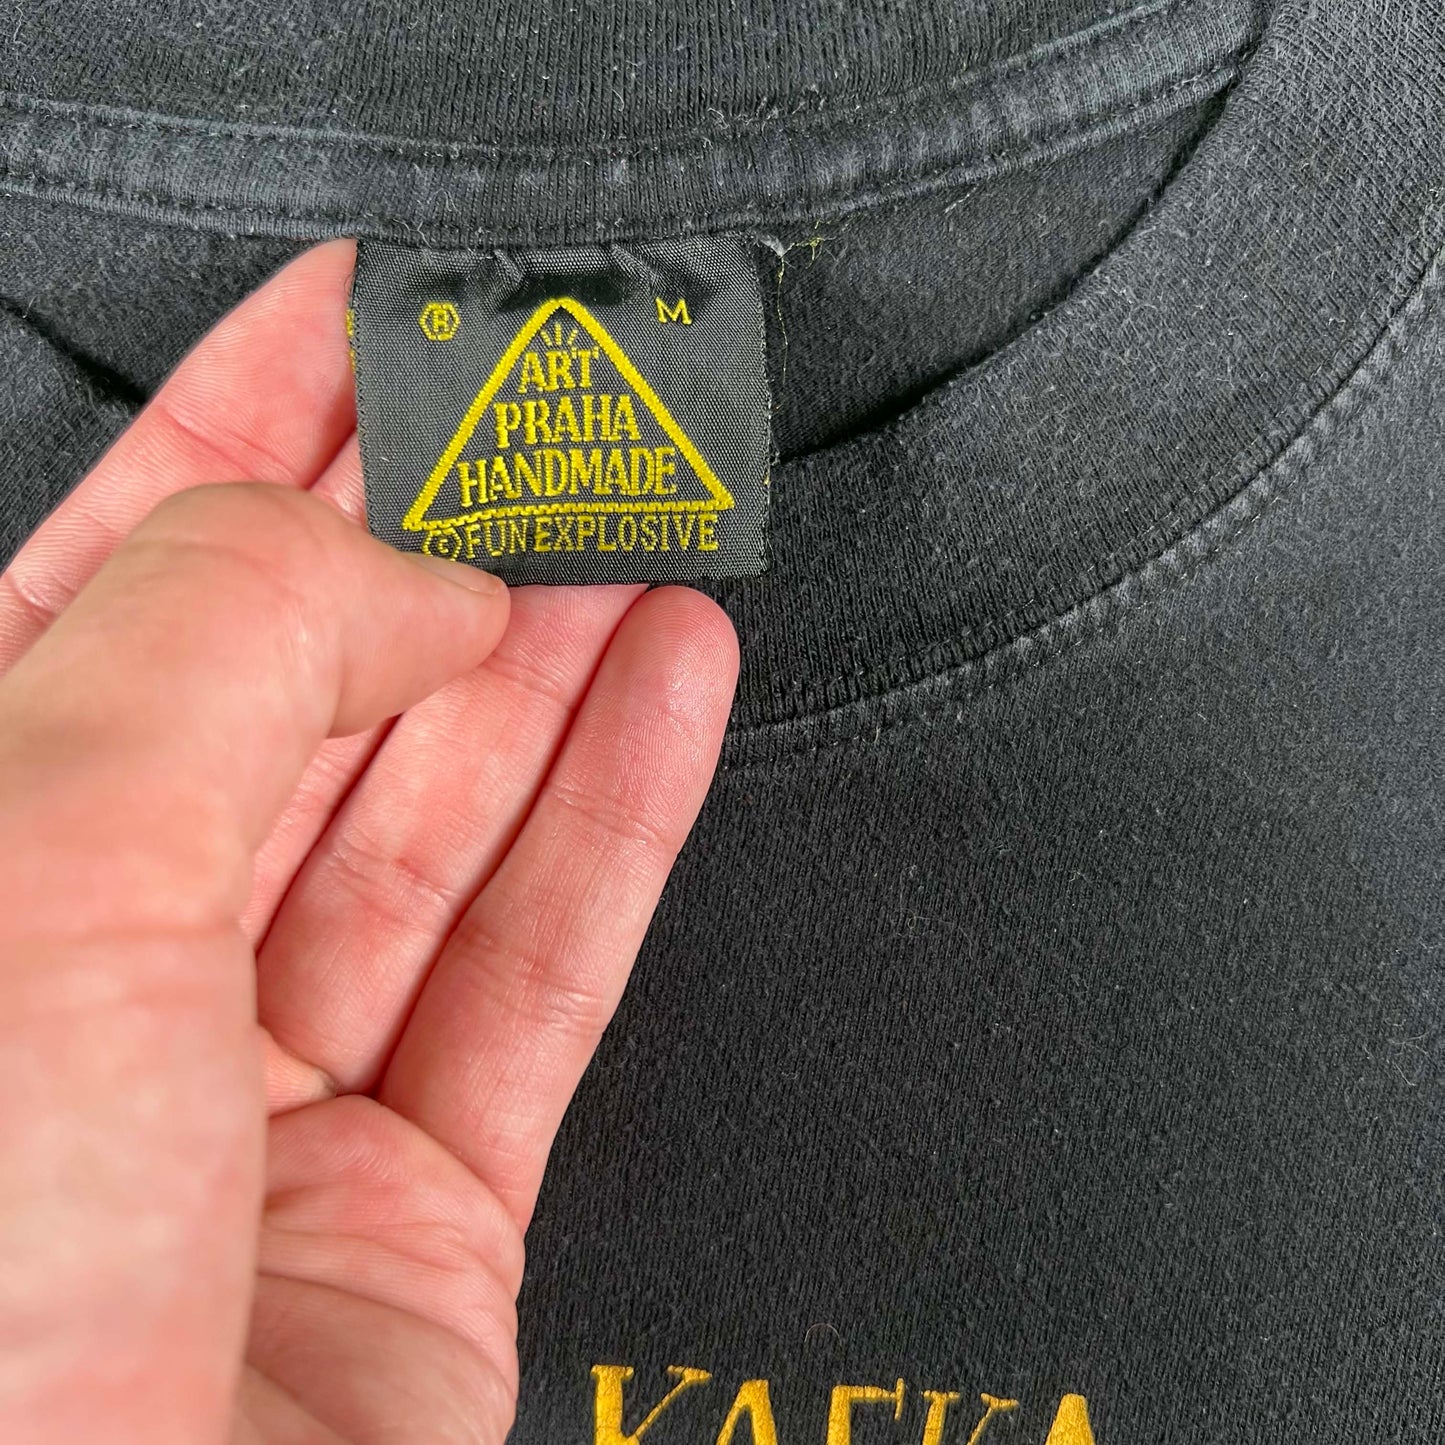 ® M
ART
PRAHA
HANDMADE
© FUN EXPLOSIVE
KAFKA